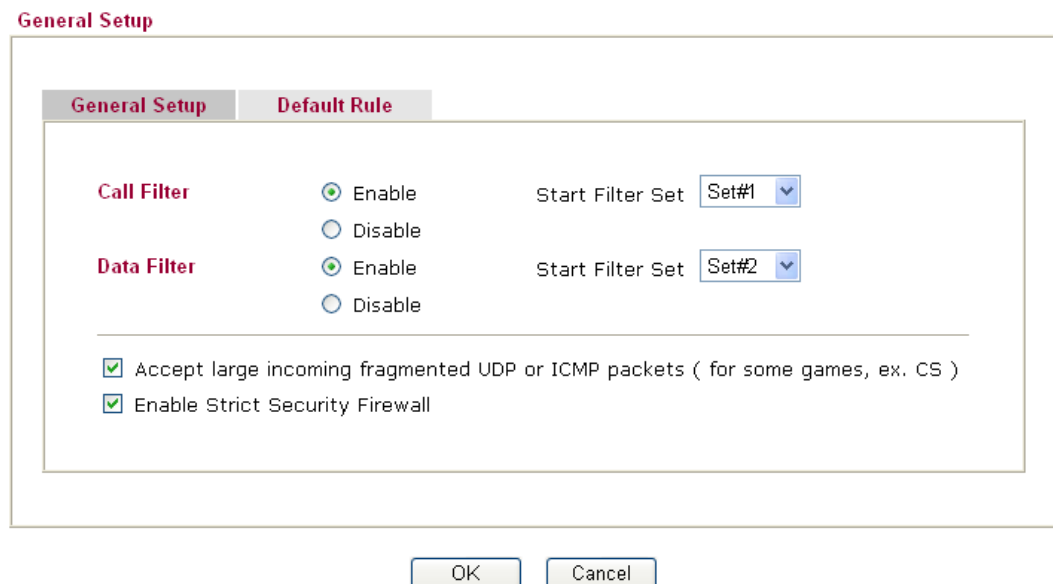 General Setup
General Setup Default Rule
Call Filter Enable Start Filter Set Set#1
Disable
Data Filter Enable Start Filter Set Set#2
Disable
Accept large incoming fragmented UDP or ICMP packets ( for some games, ex. CS )
Enable Strict Security Firewall
OK Cancel